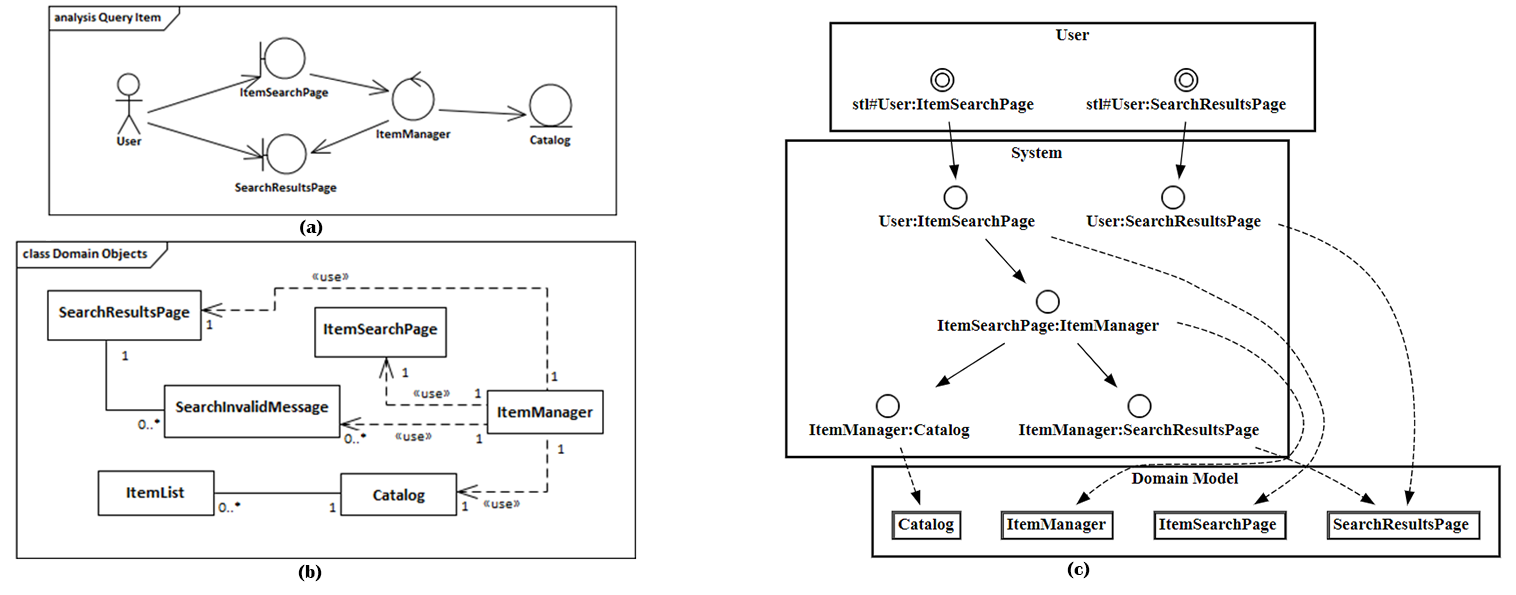 analysis Query Item
ItemSearchPage
User
ItemManager
Catalog
SearchResultsPage
(a)
class Domain Objects
«use»
SearchResultsPage
1
ItemSearchPage
1
1
1
«use»
1
SearchInvalidMessage
ItemManager
0..*
0..*
«use»
1
1
ItemList
Catalog
0..*
1
1
«use»
(b)
User
stl#User:ItemSearchPage
stl#User:SearchResultsPage
System
User:ItemSearchPage
User:SearchResultsPage
ItemSearchPage:ItemManager
ItemManager:Catalog
ItemManager:SearchResultsPage
Domain Model
Catalog
ItemManager
ItemSearchPage
SearchResultsPage
(c)